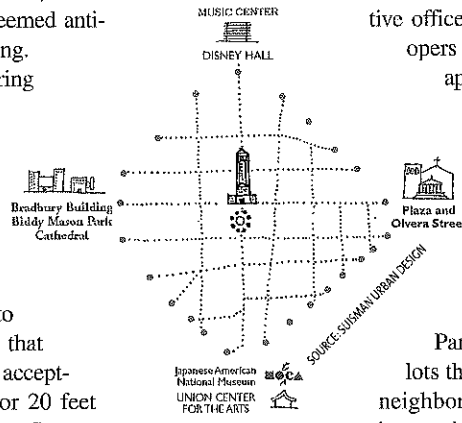 eemed anti-
ng.
ring
to
that
accept-
or 20 feet
MUSIC CENTER
DISNEY HALL
Bradbury Building
Biddy Mason Park
Cathedral
Plaza and
Olvera Stree
SOURCE: SUISMAN URBAN DESIGN
Japanese American
National Museum
MOCA
UNION CENTER
FOR THE ARTS
tive office
opers
ap
Par
lots th
neighbor